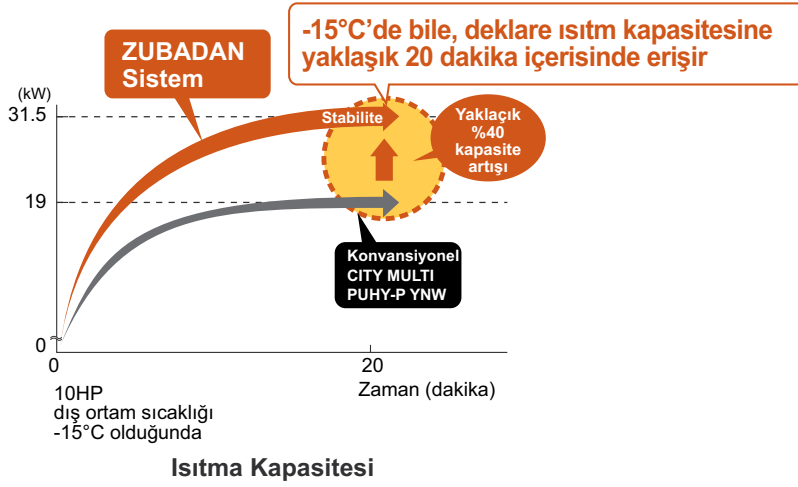 -15°C'de bile, deklare ısıtm kapasitesine
yaklaşık 20 dakika içerisinde erişir
ZUBADAN
Sistem
(kW)
31.5
Stabilite
Yaklaçık
%40
kapasite
artışı
19
Konvansiyonel
CITY MULTI
PUHY-P YNW
0
0
20
Zaman (dakika)
10HP
dış ortam sıcaklığı
-15°C olduğunda
Isıtma Kapasitesi